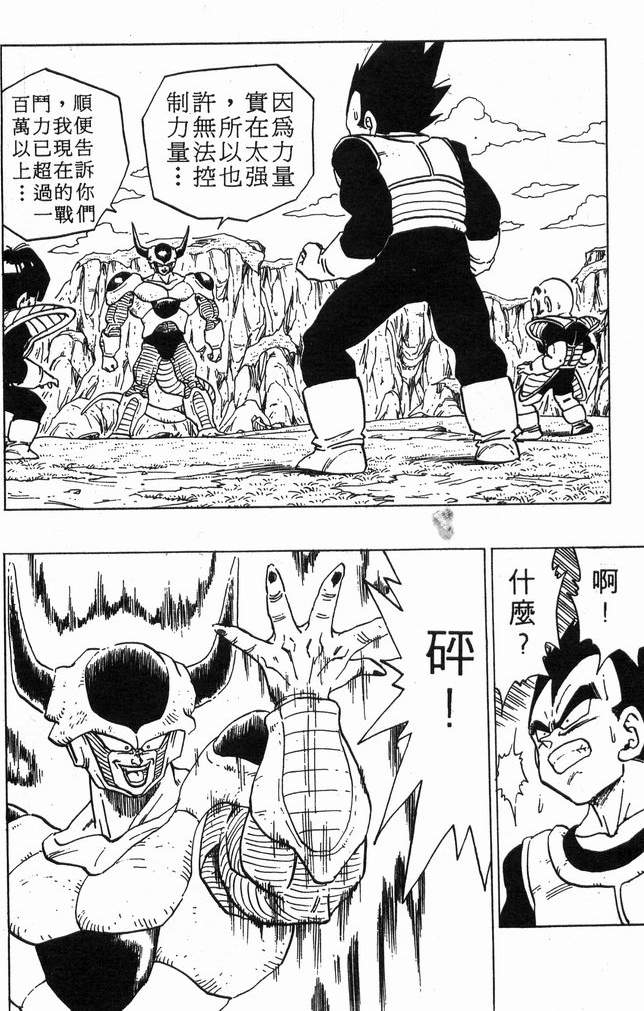 因爲力量
實在太强
，所以也
許無法控
制力量…
順便告訴你們
，我現在的戰
鬥力已超過一
百萬以上…
啊！
什麼？
砰！